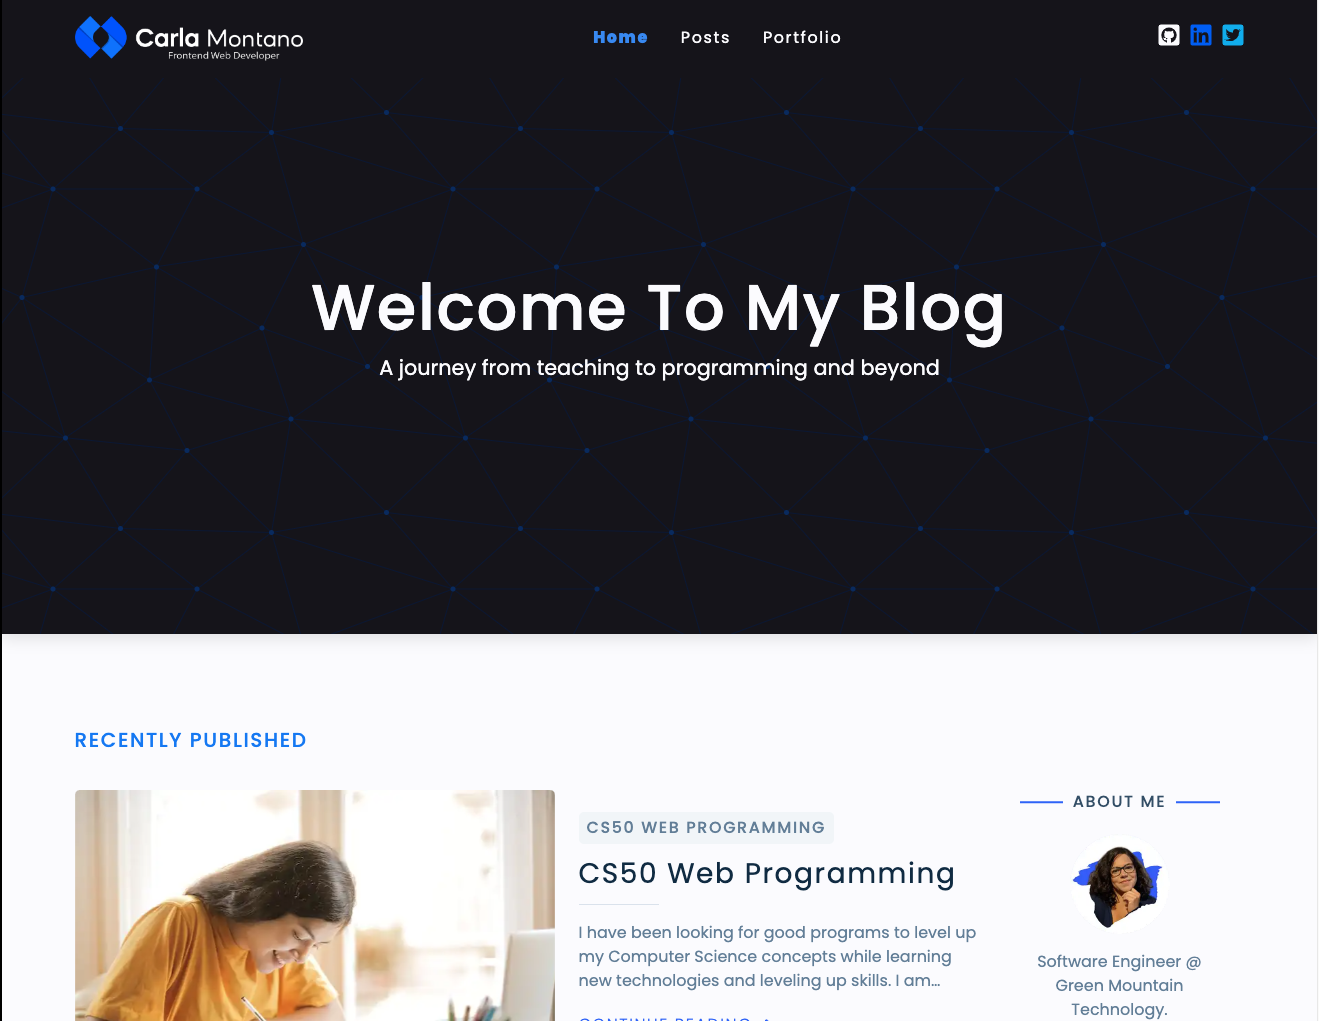 Carla Montano
Frontend Web Developer
Home
Posts
Portfolio
Welcome To My Blog
A journey from teaching to programming and beyond
RECENTLY PUBLISHED
CS50 WEB PROGRAMMING
CS50 Web Programming
I have been looking for good programs to level up
my Computer Science concepts while learning
new technologies and leveling up skills. I am...
CONTINUE READING
ABOUT ME
Software Engineer @
Green Mountain
Technology.